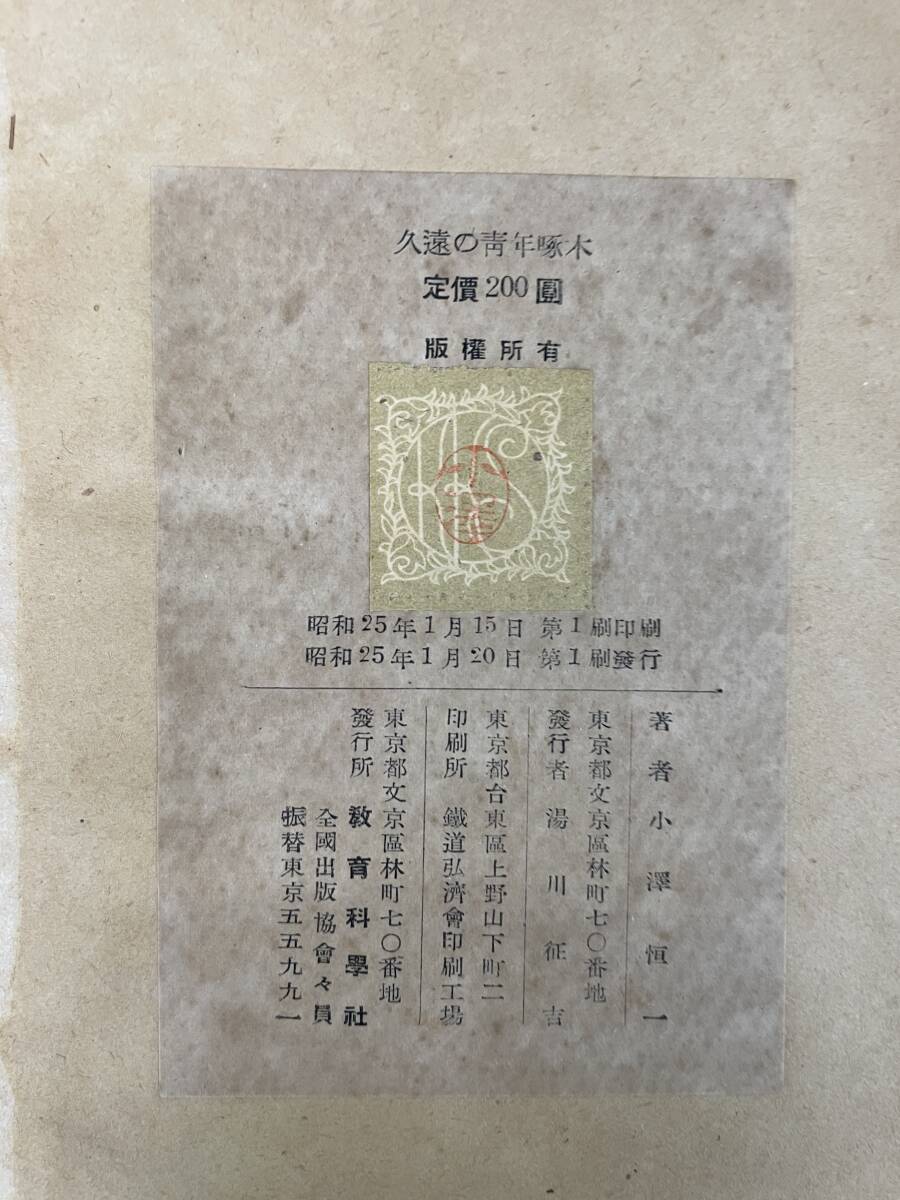 久遠の靑年啄木
定價200圓
版權所有
昭和25年1月15日 第1刷印刷
昭和25年1月20日 第1刷發行
著者 小澤恒一
東京都文京區林町七〇番地
發行者 湯川征吉
東京都台東區上野山下町二
印刷所 鐵道弘濟會印刷工場
東京都文京區林町七〇番地
發行所 敎育科學社
全國出版協會々員
振替東京五五九九一